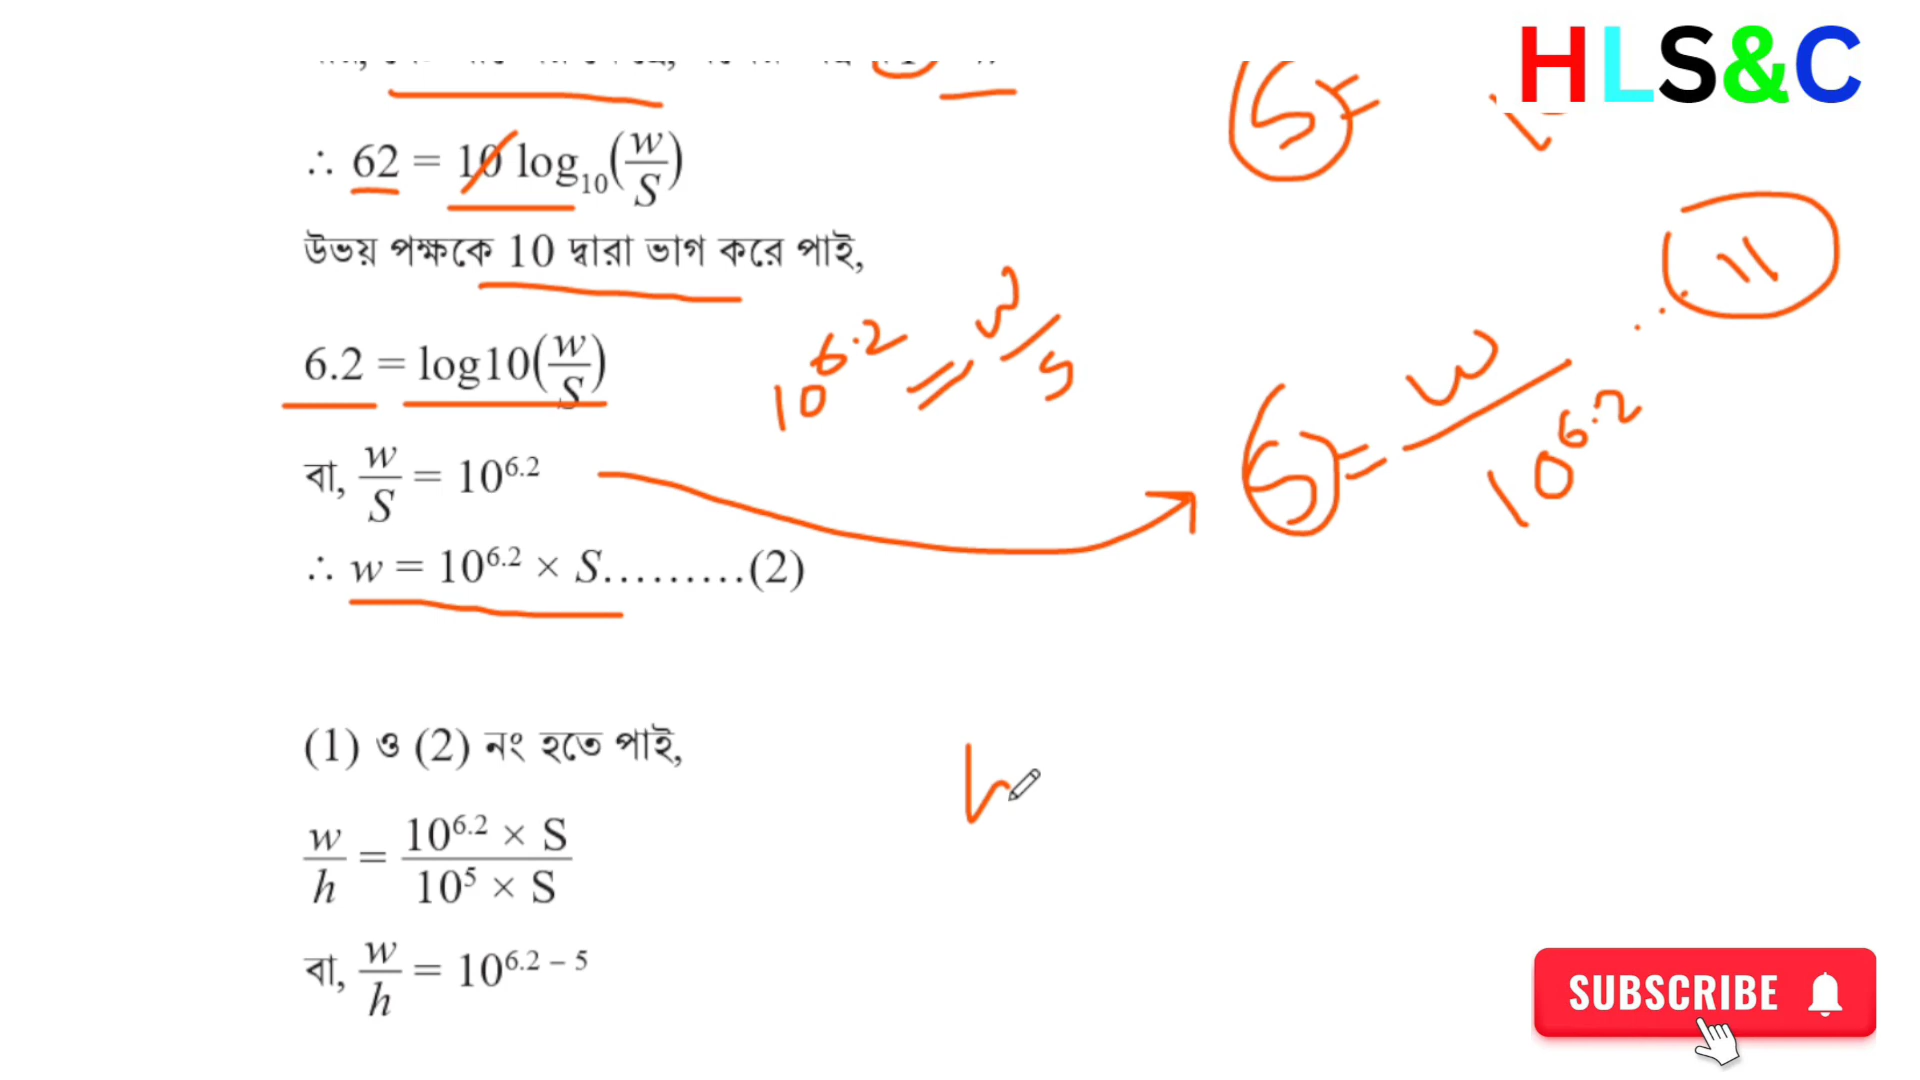 HLS&C
∴ 62 = 10 log₁₀(w/S)
উভয় পক্ষকে 10 দ্বারা ভাগ করে পাই,
6.2 = log10(w/S)
10^6.2 = w/s
S = w/10^6.2 ... 11
বা, w/S = 10^6.2
∴ w = 10^6.2 × S.........(2)
(1) ও (2) নং হতে পাই,
w/h = 10^6.2 × S / 10^5 × S
বা, w/h = 10^6.2 – 5
SUBSCRIBE